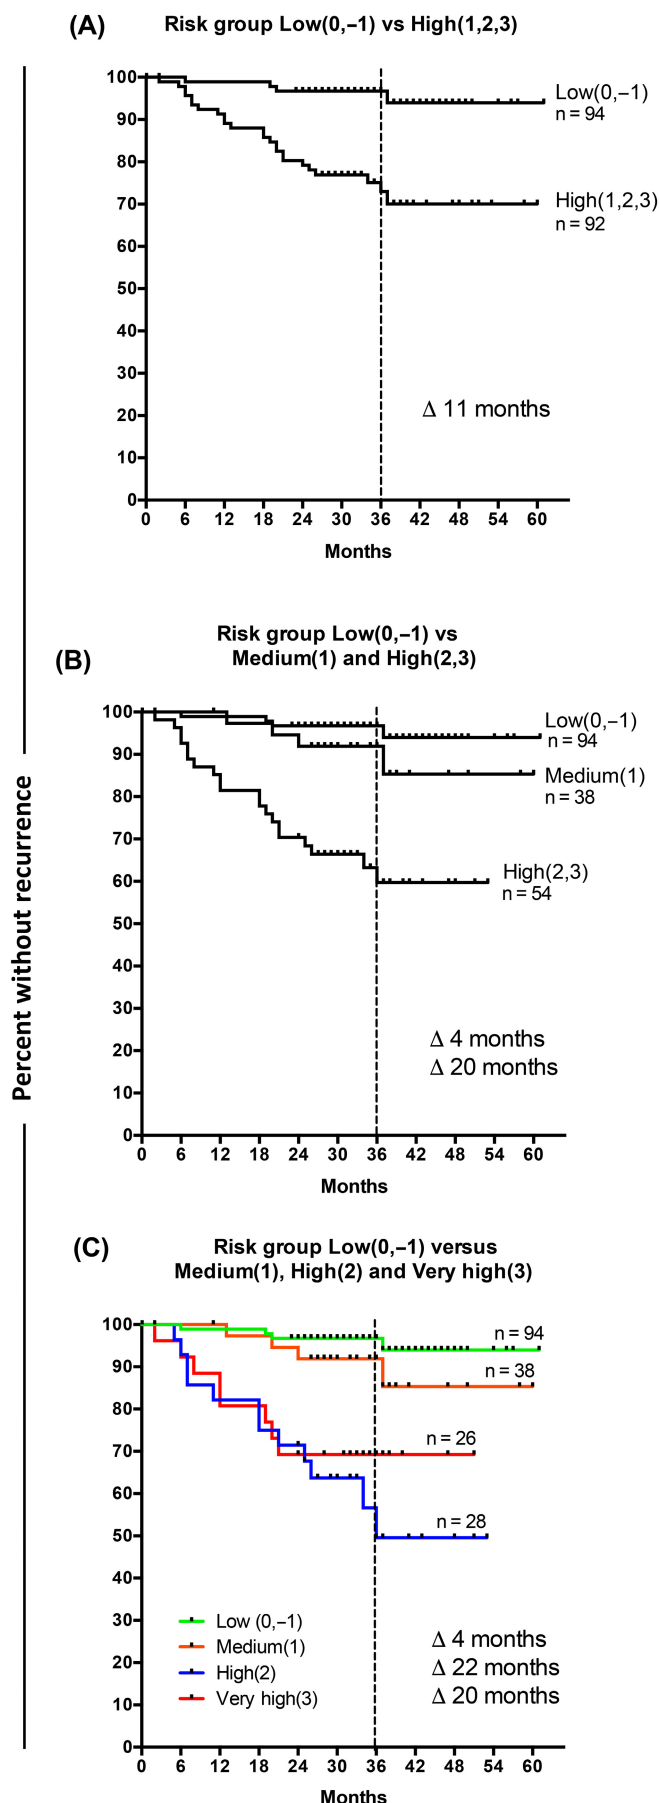 (A)
Risk group Low(0,–1) vs High(1,2,3)
100
90
80
70
60
50
40
30
20
10
0
Low(0,–1)
n = 94
High(1,2,3)
n = 92
Δ 11 months
0 6 12 18 24 30 36 42 48 54 60
Months
Percent without recurrence
(B)
Risk group Low(0,–1) vs
Medium(1) and High(2,3)
100
90
80
70
60
50
40
30
20
10
0
Low(0,–1)
n = 94
Medium(1)
n = 38
High(2,3)
n = 54
Δ 4 months
Δ 20 months
0 6 12 18 24 30 36 42 48 54 60
Months
(C)
Risk group Low(0,–1) versus
Medium(1), High(2) and Very high(3)
100
90
80
70
60
50
40
30
20
10
0
n = 94
n = 38
n = 26
n = 28
Low (0,–1)
Medium(1)
High(2)
Very high(3)
Δ 4 months
Δ 22 months
Δ 20 months
0 6 12 18 24 30 36 42 48 54 60
Months